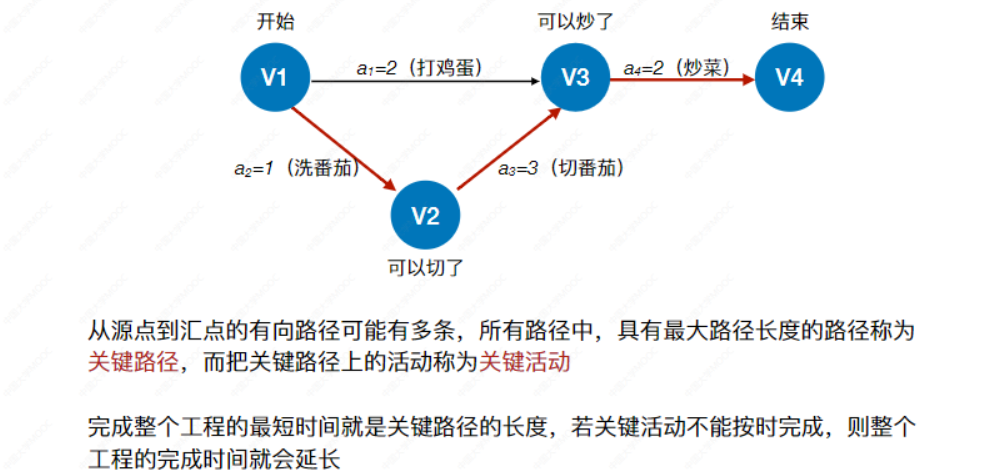 开始
可以炒了
结束
V1
a₁=2（打鸡蛋）
V3
a₄=2（炒菜）
V4
a₂=1（洗番茄）
a₃=3（切番茄）
V2
可以切了
从源点到汇点的有向路径可能有多条，所有路径中，具有最大路径长度的路径称为
关键路径，而把关键路径上的活动称为关键活动
完成整个工程的最短时间就是关键路径的长度，若关键活动不能按时完成，则整个
工程的完成时间就会延长